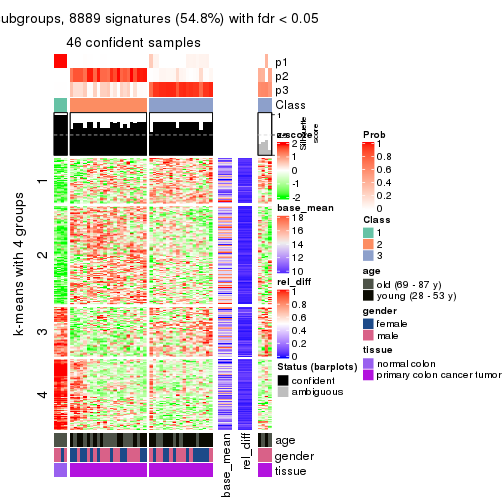 ubgroups, 8889 signatures (54.8%) with fdr < 0.05
46 confident samples
p1
p2
p3
Class
1
Silhouette
score
k-means with 4 groups
1
2
3
4
z-score
2
1
0
-1
-2
base_mean
18
16
14
12
10
rel_diff
1
0.8
0.6
0.4
0.2
0
Status (barplots)
confident
ambiguous
Prob
1
0.8
0.6
0.4
0.2
0
Class
1
2
3
age
old (69 - 87 y)
young (28 - 53 y)
gender
female
male
tissue
normal colon
primary colon cancer tumor
age
gender
tissue
base_mean
rel_diff